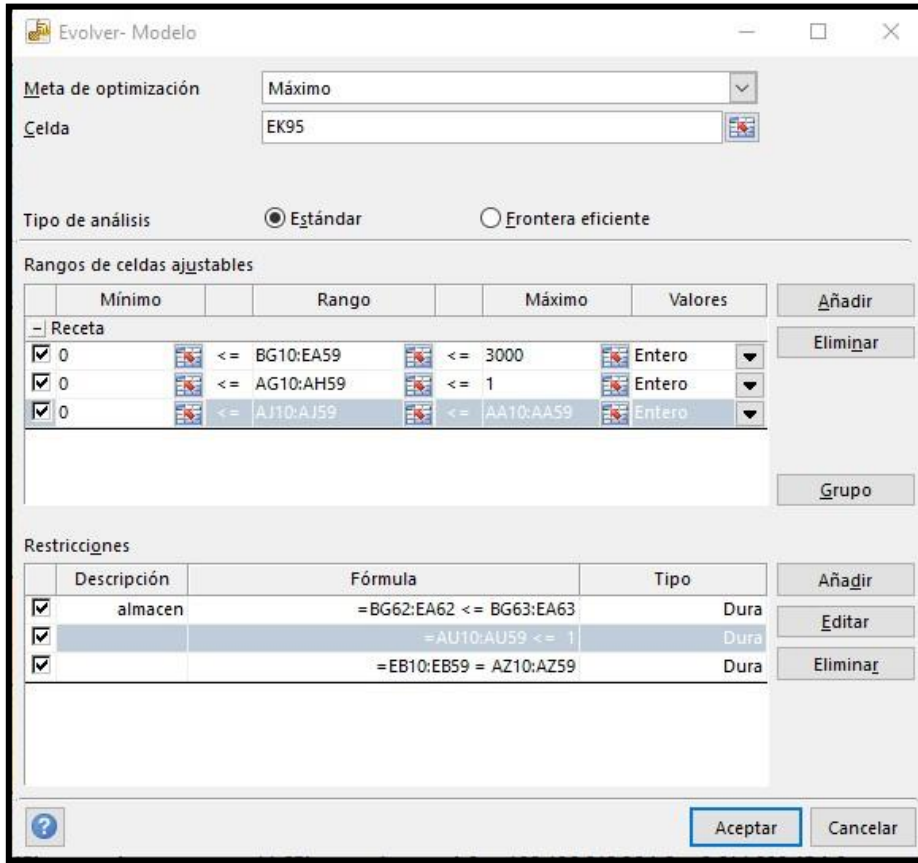 Evolver- Modelo
Meta de optimización Máximo
Celda EK95
Tipo de análisis Estándar Frontera eficiente
Rangos de celdas ajustables
Mínimo Rango Máximo Valores Añadir
− Receta Eliminar
0 <= BG10:EA59 <= 3000 Entero
0 <= AG10:AH59 <= 1 Entero
0 <= AJ10:AJ59 <= AA10:AA59 Entero
Grupo
Restricciones
Descripción Fórmula Tipo Añadir
almacen =BG62:EA62 <= BG63:EA63 Dura Editar
=AU10:AU59 <= 1 Dura
=EB10:EB59 = AZ10:AZ59 Dura Eliminar
? Aceptar Cancelar